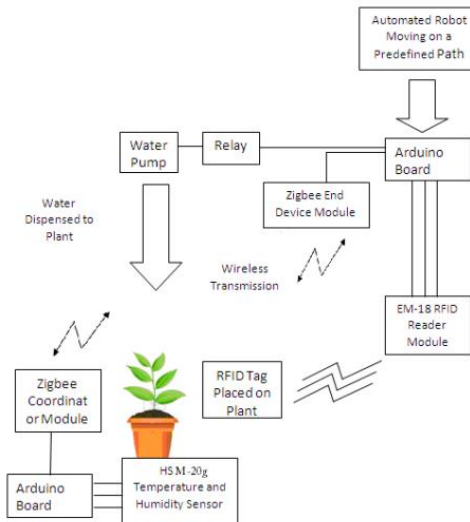 Automated Robot
Moving on a
Predefined Path
Water
Pump
Relay
Arduino
Board
Zigbee End
Device Module
Water
Dispensed to
Plant
Wireless
Transmission
EM-18 RFID
Reader
Module
RFID Tag
Placed on
Plant
Zigbee
Coordinat
or Module
Arduino
Board
HSM-20g
Temperature and
Humidity Sensor